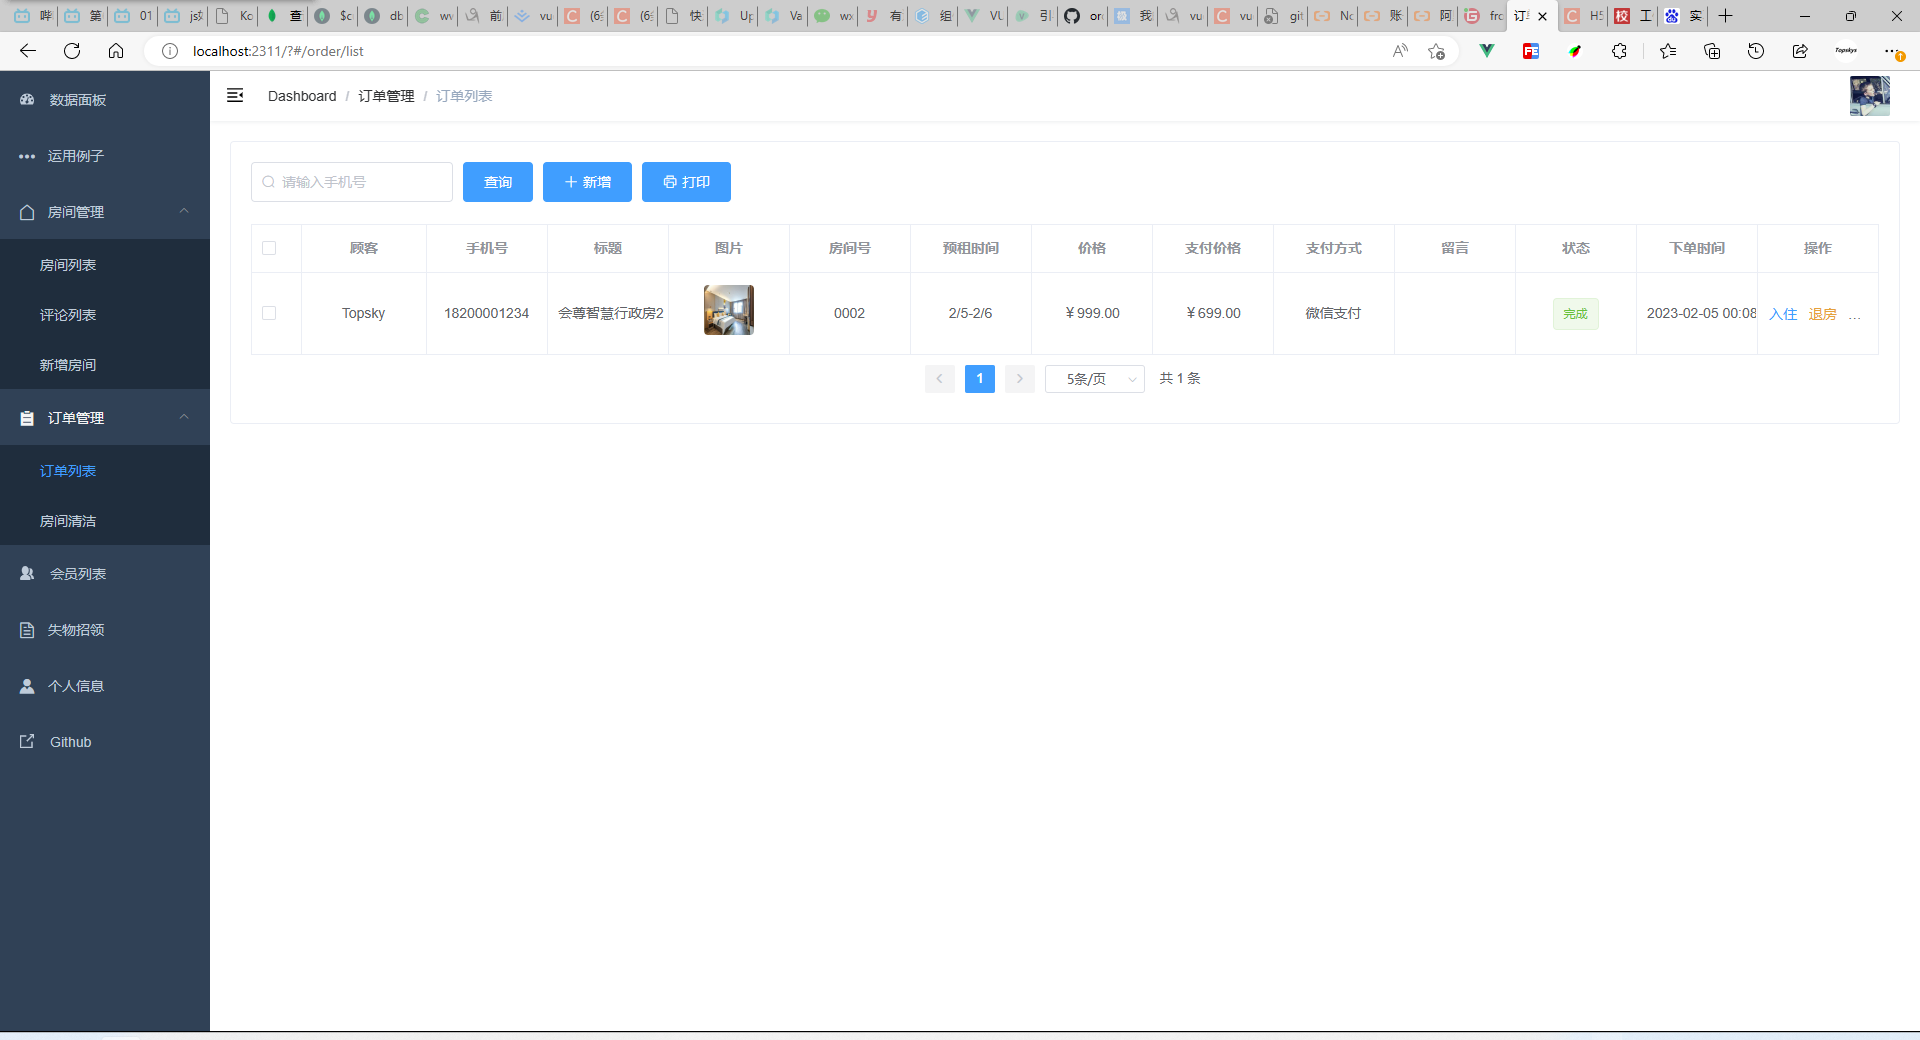 第
01
js
查
$c
db
wv
前
vu
(6
(6
快
Up
Va
wx
有
组
VU
引
or
我
vu
vu
git
Nc
账
阿
frc
订
H5
工
实
localhost:2311/?#/order/list
Topskys
数据面板
运用例子
房间管理
房间列表
评论列表
新增房间
订单管理
订单列表
房间清洁
会员列表
失物招领
个人信息
Github
Dashboard / 订单管理 / 订单列表
请输入手机号 查询 新增 打印
顾客 手机号 标题 图片 房间号 预租时间 价格 支付价格 支付方式 留言 状态 下单时间 操作
Topsky 18200001234 会尊智慧行政房2 0002 2/5-2/6 ￥999.00 ￥699.00 微信支付 完成 2023-02-05 00:08 入住 退房 ...
1 5条/页 共 1 条